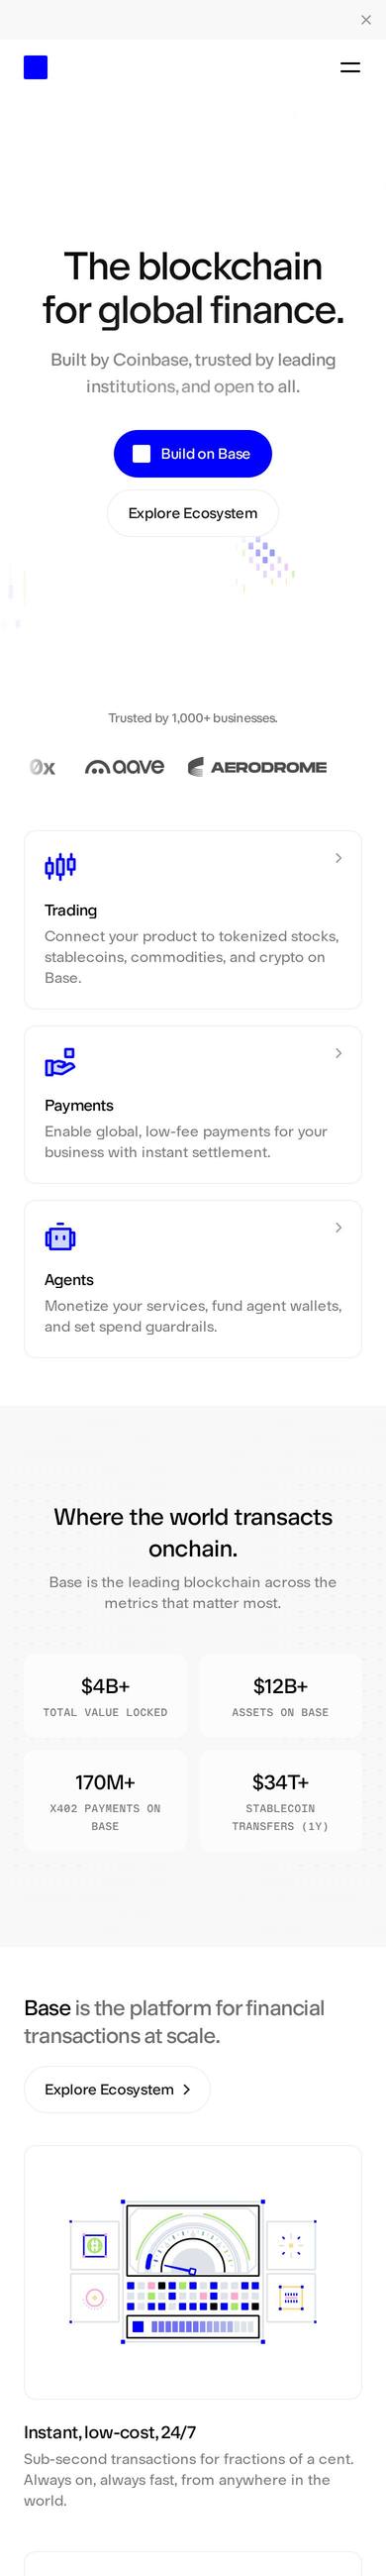 The blockchain
for global finance.
Built by Coinbase, trusted by leading
institutions, and open to all.
Build on Base
Explore Ecosystem
Trusted by 1,000+ businesses.
0x aave AERODROME
Trading
Connect your product to tokenized stocks,
stablecoins, commodities, and crypto on
Base.
Payments
Enable global, low-fee payments for your
business with instant settlement.
Agents
Monetize your services, fund agent wallets,
and set spend guardrails.
Where the world transacts
onchain.
Base is the leading blockchain across the
metrics that matter most.
$4B+ $12B+
TOTAL VALUE LOCKED ASSETS ON BASE
170M+ $34T+
X402 PAYMENTS ON STABLECOIN
BASE TRANSFERS (1Y)
Base is the platform for financial
transactions at scale.
Explore Ecosystem
Instant, low-cost, 24/7
Sub-second transactions for fractions of a cent.
Always on, always fast, from anywhere in the
world.